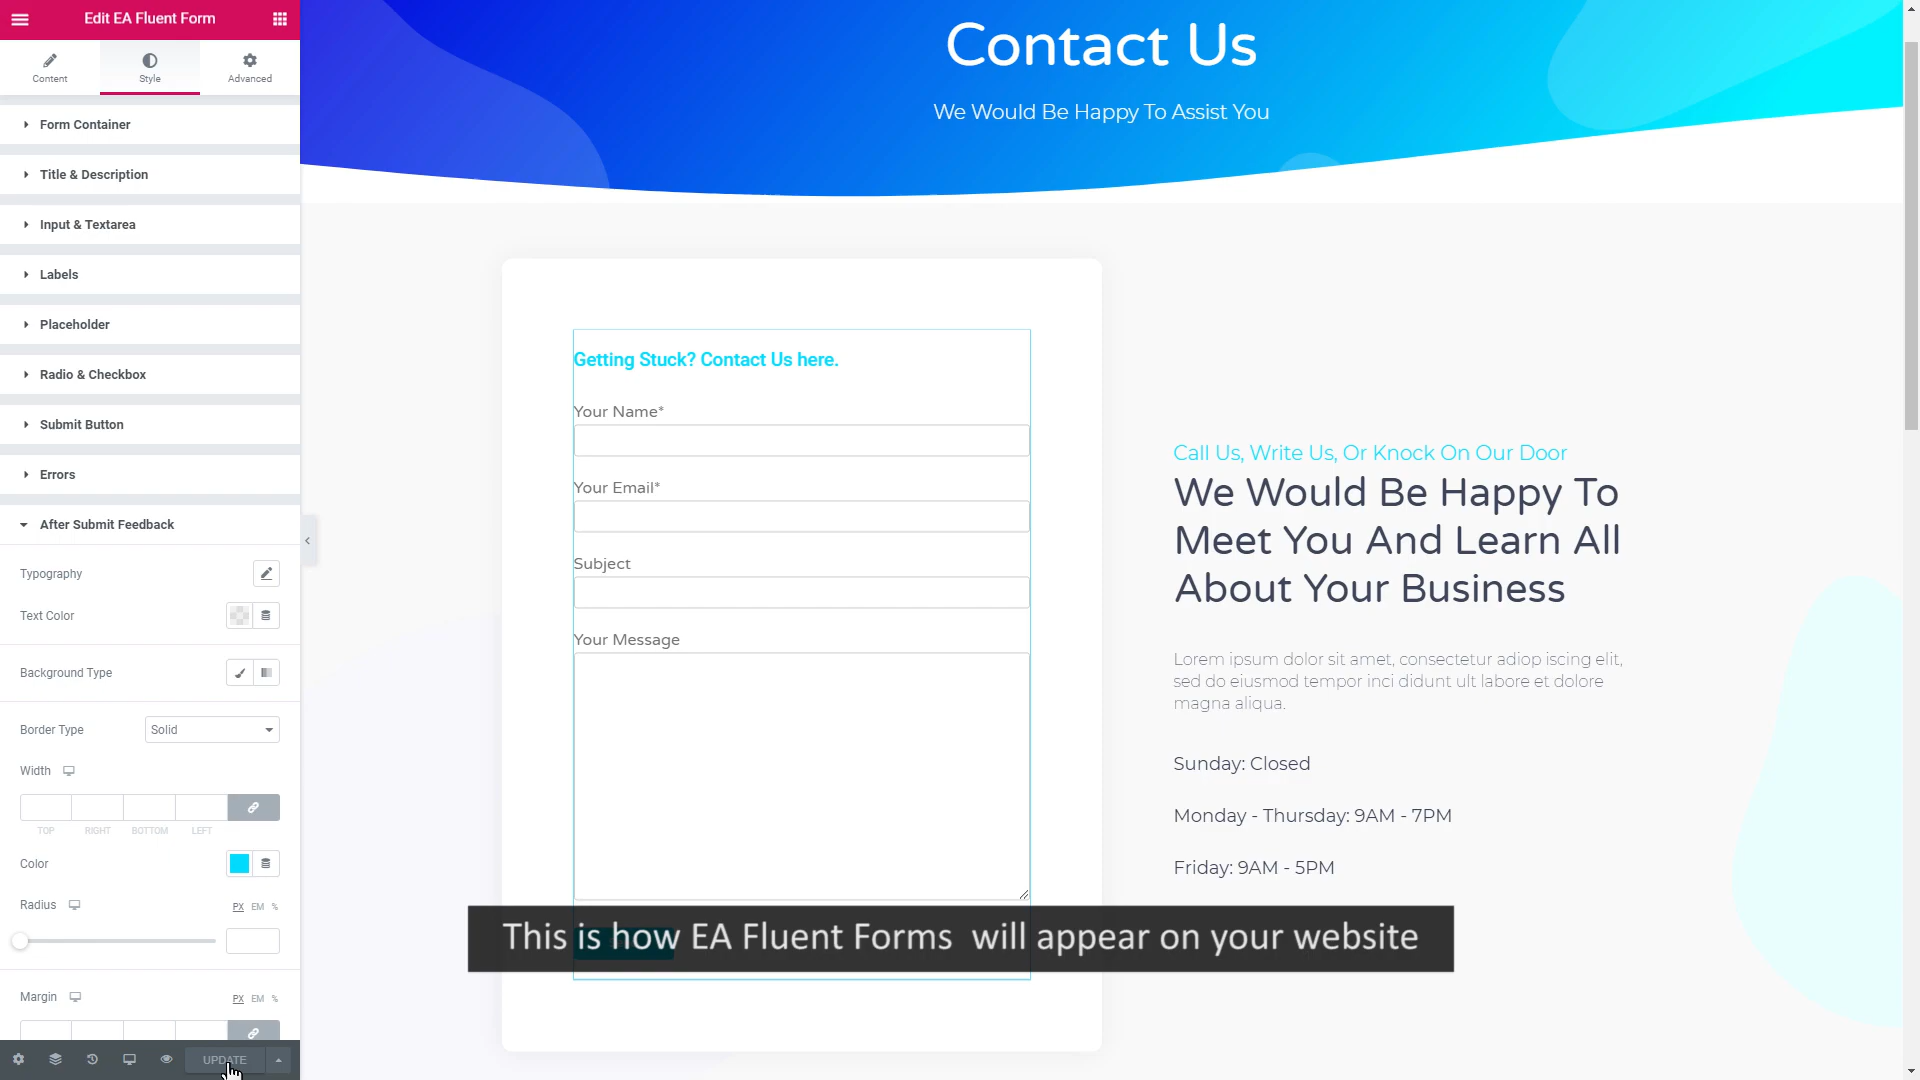 Edit EA Fluent Form
Content
Style
Advanced
Form Container
Title & Description
Input & Textarea
Labels
Placeholder
Radio & Checkbox
Submit Button
Errors
After Submit Feedback
Typography
Text Color
Background Type
Border Type
Solid
Width
TOP
RIGHT
BOTTOM
LEFT
Color
Radius
PX EM %
Margin
PX EM %
UPDATE
Contact Us
We Would Be Happy To Assist You
Getting Stuck? Contact Us here.
Your Name*
Your Email*
Subject
Your Message
Call Us, Write Us, Or Knock On Our Door
We Would Be Happy To
Meet You And Learn All
About Your Business
Lorem ipsum dolor sit amet, consectetur adiop iscing elit,
sed do eiusmod tempor inci didunt ult labore et dolore
magna aliqua.
Sunday: Closed
Monday - Thursday: 9AM - 7PM
Friday: 9AM - 5PM
This is how EA Fluent Forms will appear on your website